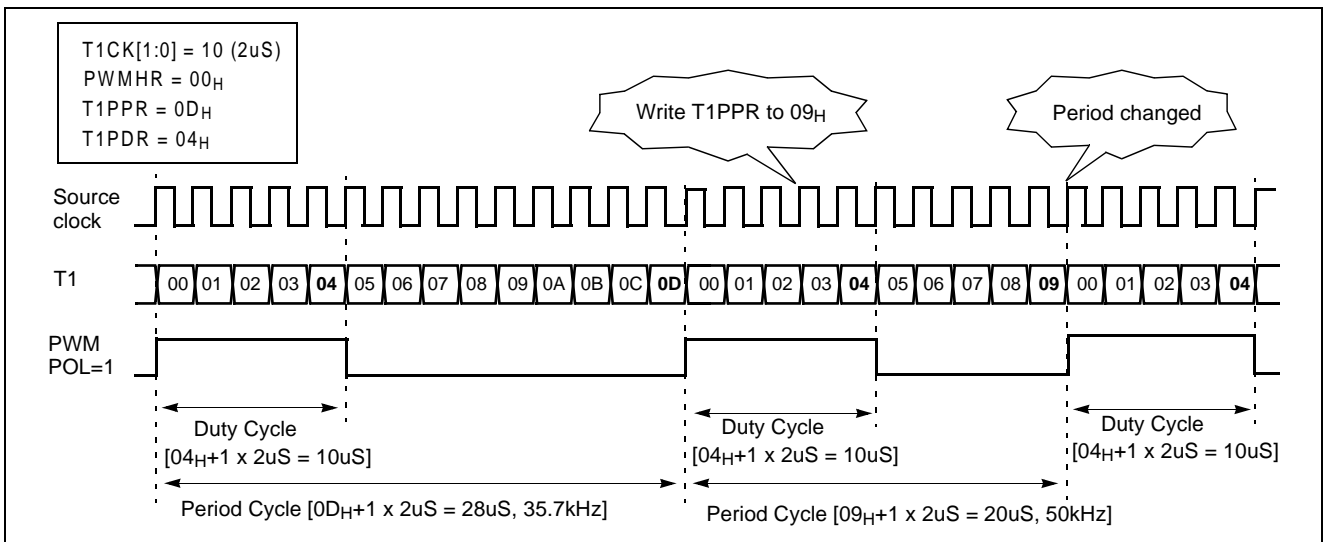 T1CK[1:0] = 10 (2uS)
PWMHR = 00H
T1PPR = 0DH
T1PDR = 04H
Write T1PPR to 09H
Period changed
Source
clock
T1
00 01 02 03 04 05 06 07 08 09 0A 0B 0C 0D 00 01 02 03 04 05 06 07 08 09 00 01 02 03 04
PWM
POL=1
Duty Cycle
[04H+1 x 2uS = 10uS]
Duty Cycle
[04H+1 x 2uS = 10uS]
Duty Cycle
[04H+1 x 2uS = 10uS]
Period Cycle [0DH+1 x 2uS = 28uS, 35.7kHz]
Period Cycle [09H+1 x 2uS = 20uS, 50kHz]